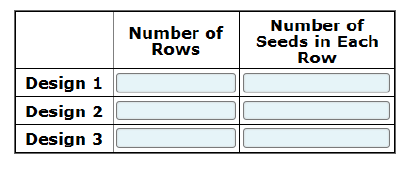 Number of
Rows
Number of
Seeds in Each
Row
Design 1
Design 2
Design 3